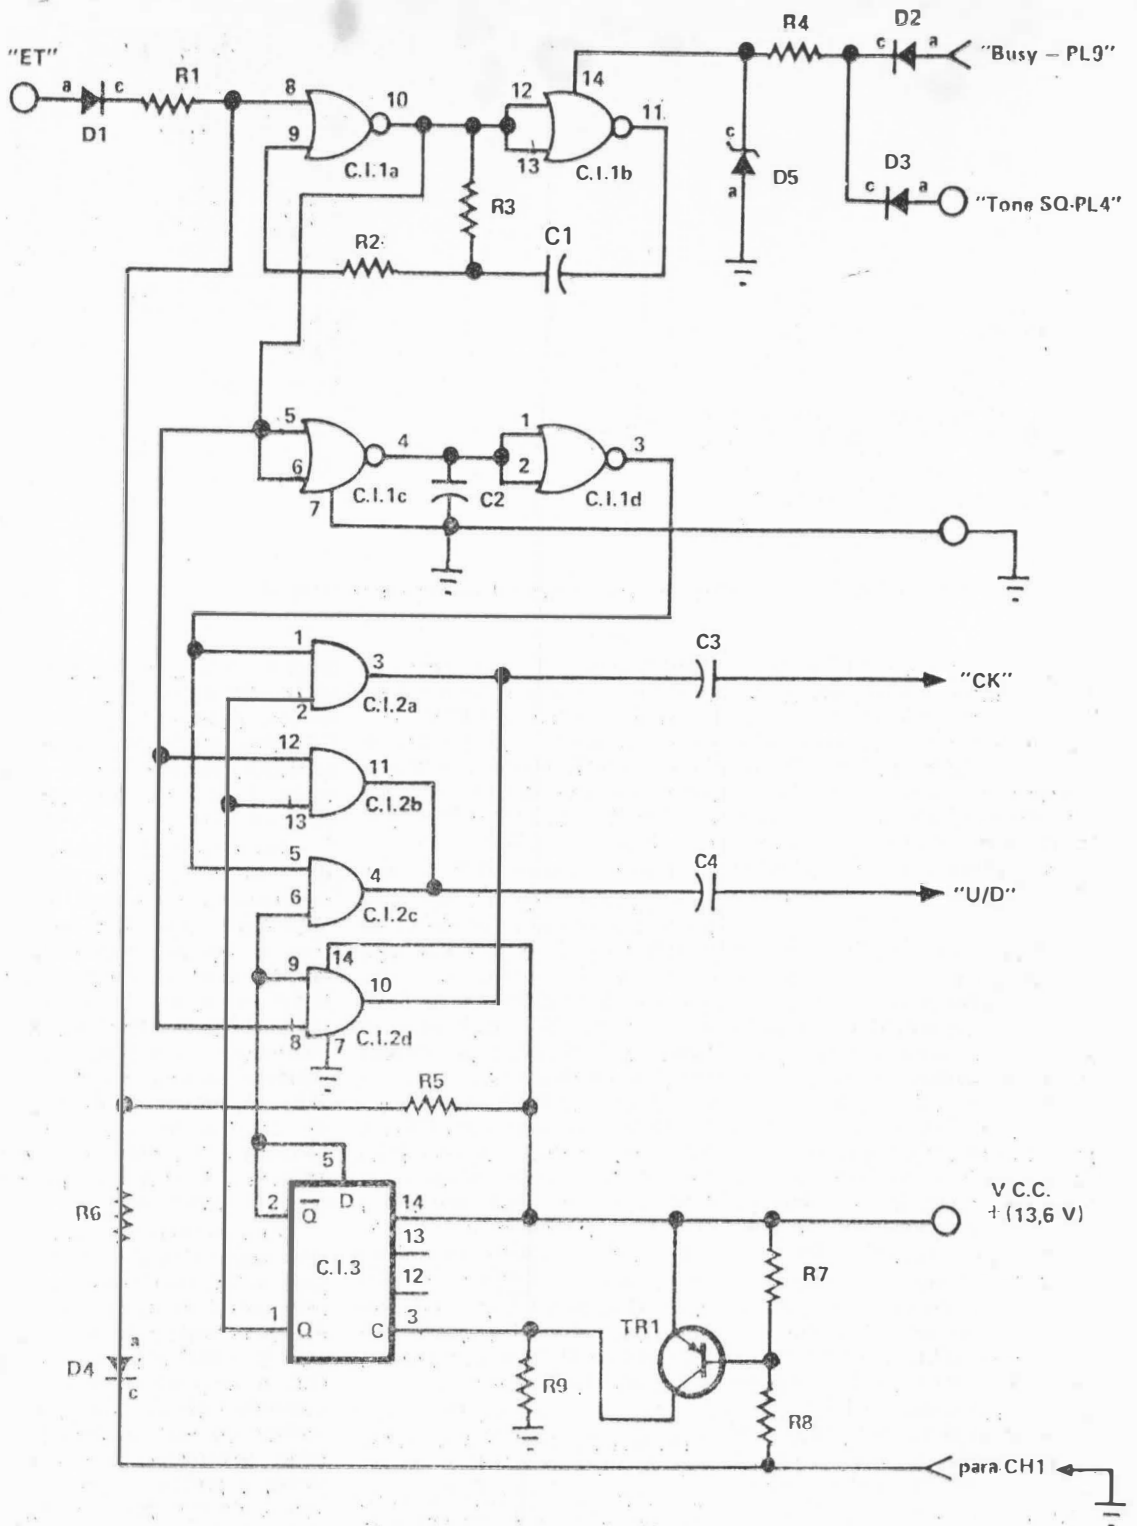 "ET"
a
c
D1
R1
8
9
10
C.I.1a
12
13
14
11
C.I.1b
R4
D2
c
a
"Busy – PL9"
c
a
D5
D3
c
a
"Tone SQ-PL4"
R3
R2
C1
5
6
7
4
C.I.1c
C2
1
2
3
C.I.1d
1
2
3
C.I.2a
C3
"CK"
12
13
11
C.I.2b
5
6
4
C.I.2c
C4
"U/D"
9
8
14
10
7
C.I.2d
R5
5
D
2
Q
14
13
12
C.I.3
1
Q
C
3
R6
V C.C.
+ (13,6 V)
R7
TR1
D4
a
c
R9
R8
para CH1